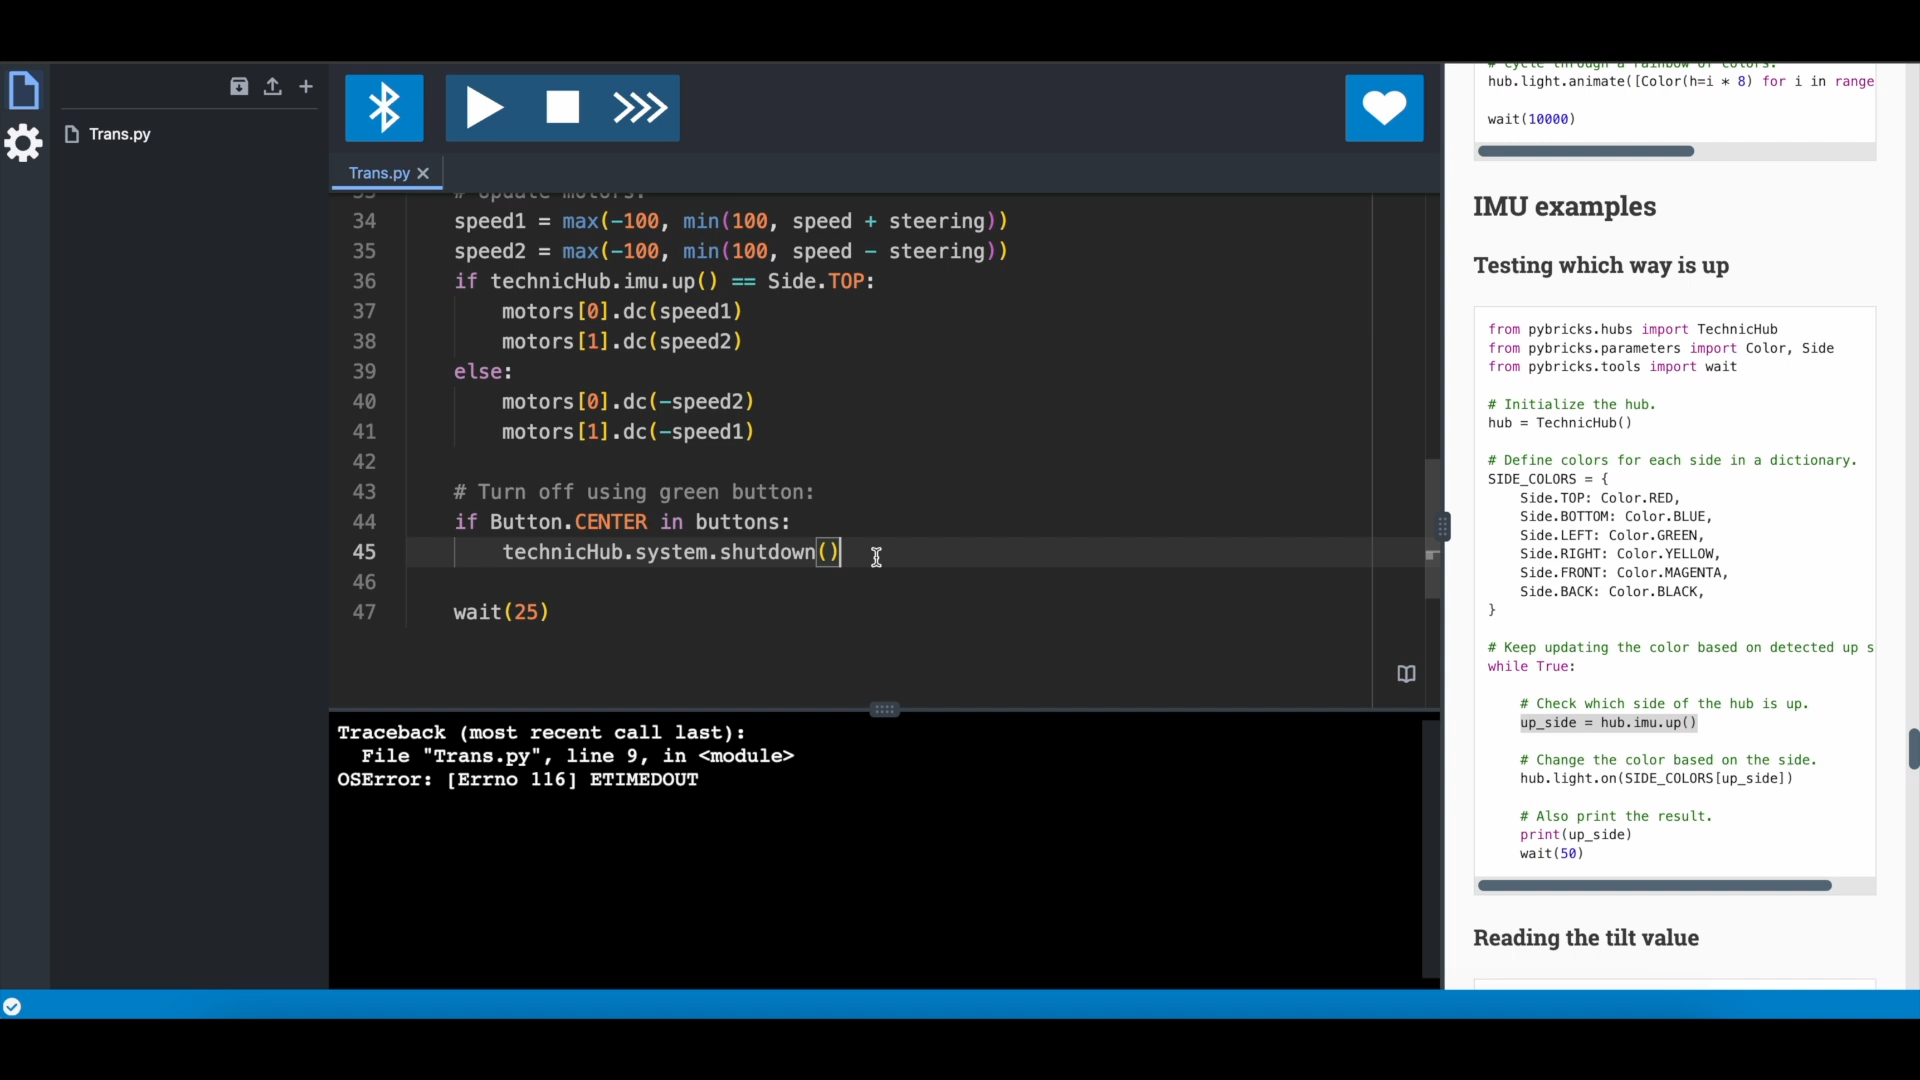 Trans.py
Trans.py
# Update motors:
34 speed1 = max(-100, min(100, speed + steering))
35 speed2 = max(-100, min(100, speed - steering))
36 if technicHub.imu.up() == Side.TOP:
37 motors[0].dc(speed1)
38 motors[1].dc(speed2)
39 else:
40 motors[0].dc(-speed2)
41 motors[1].dc(-speed1)
42
43 # Turn off using green button:
44 if Button.CENTER in buttons:
45 technicHub.system.shutdown()
46
47 wait(25)
Traceback (most recent call last):
File "Trans.py", line 9, in <module>
OSError: [Errno 116] ETIMEDOUT
# Cycle through a rainbow of colors.
hub.light.animate([Color(h=i * 8) for i in range
wait(10000)
IMU examples
Testing which way is up
from pybricks.hubs import TechnicHub
from pybricks.parameters import Color, Side
from pybricks.tools import wait
# Initialize the hub.
hub = TechnicHub()
# Define colors for each side in a dictionary.
SIDE_COLORS = {
Side.TOP: Color.RED,
Side.BOTTOM: Color.BLUE,
Side.LEFT: Color.GREEN,
Side.RIGHT: Color.YELLOW,
Side.FRONT: Color.MAGENTA,
Side.BACK: Color.BLACK,
}
# Keep updating the color based on detected up s
while True:
# Check which side of the hub is up.
up_side = hub.imu.up()
# Change the color based on the side.
hub.light.on(SIDE_COLORS[up_side])
# Also print the result.
print(up_side)
wait(50)
Reading the tilt value